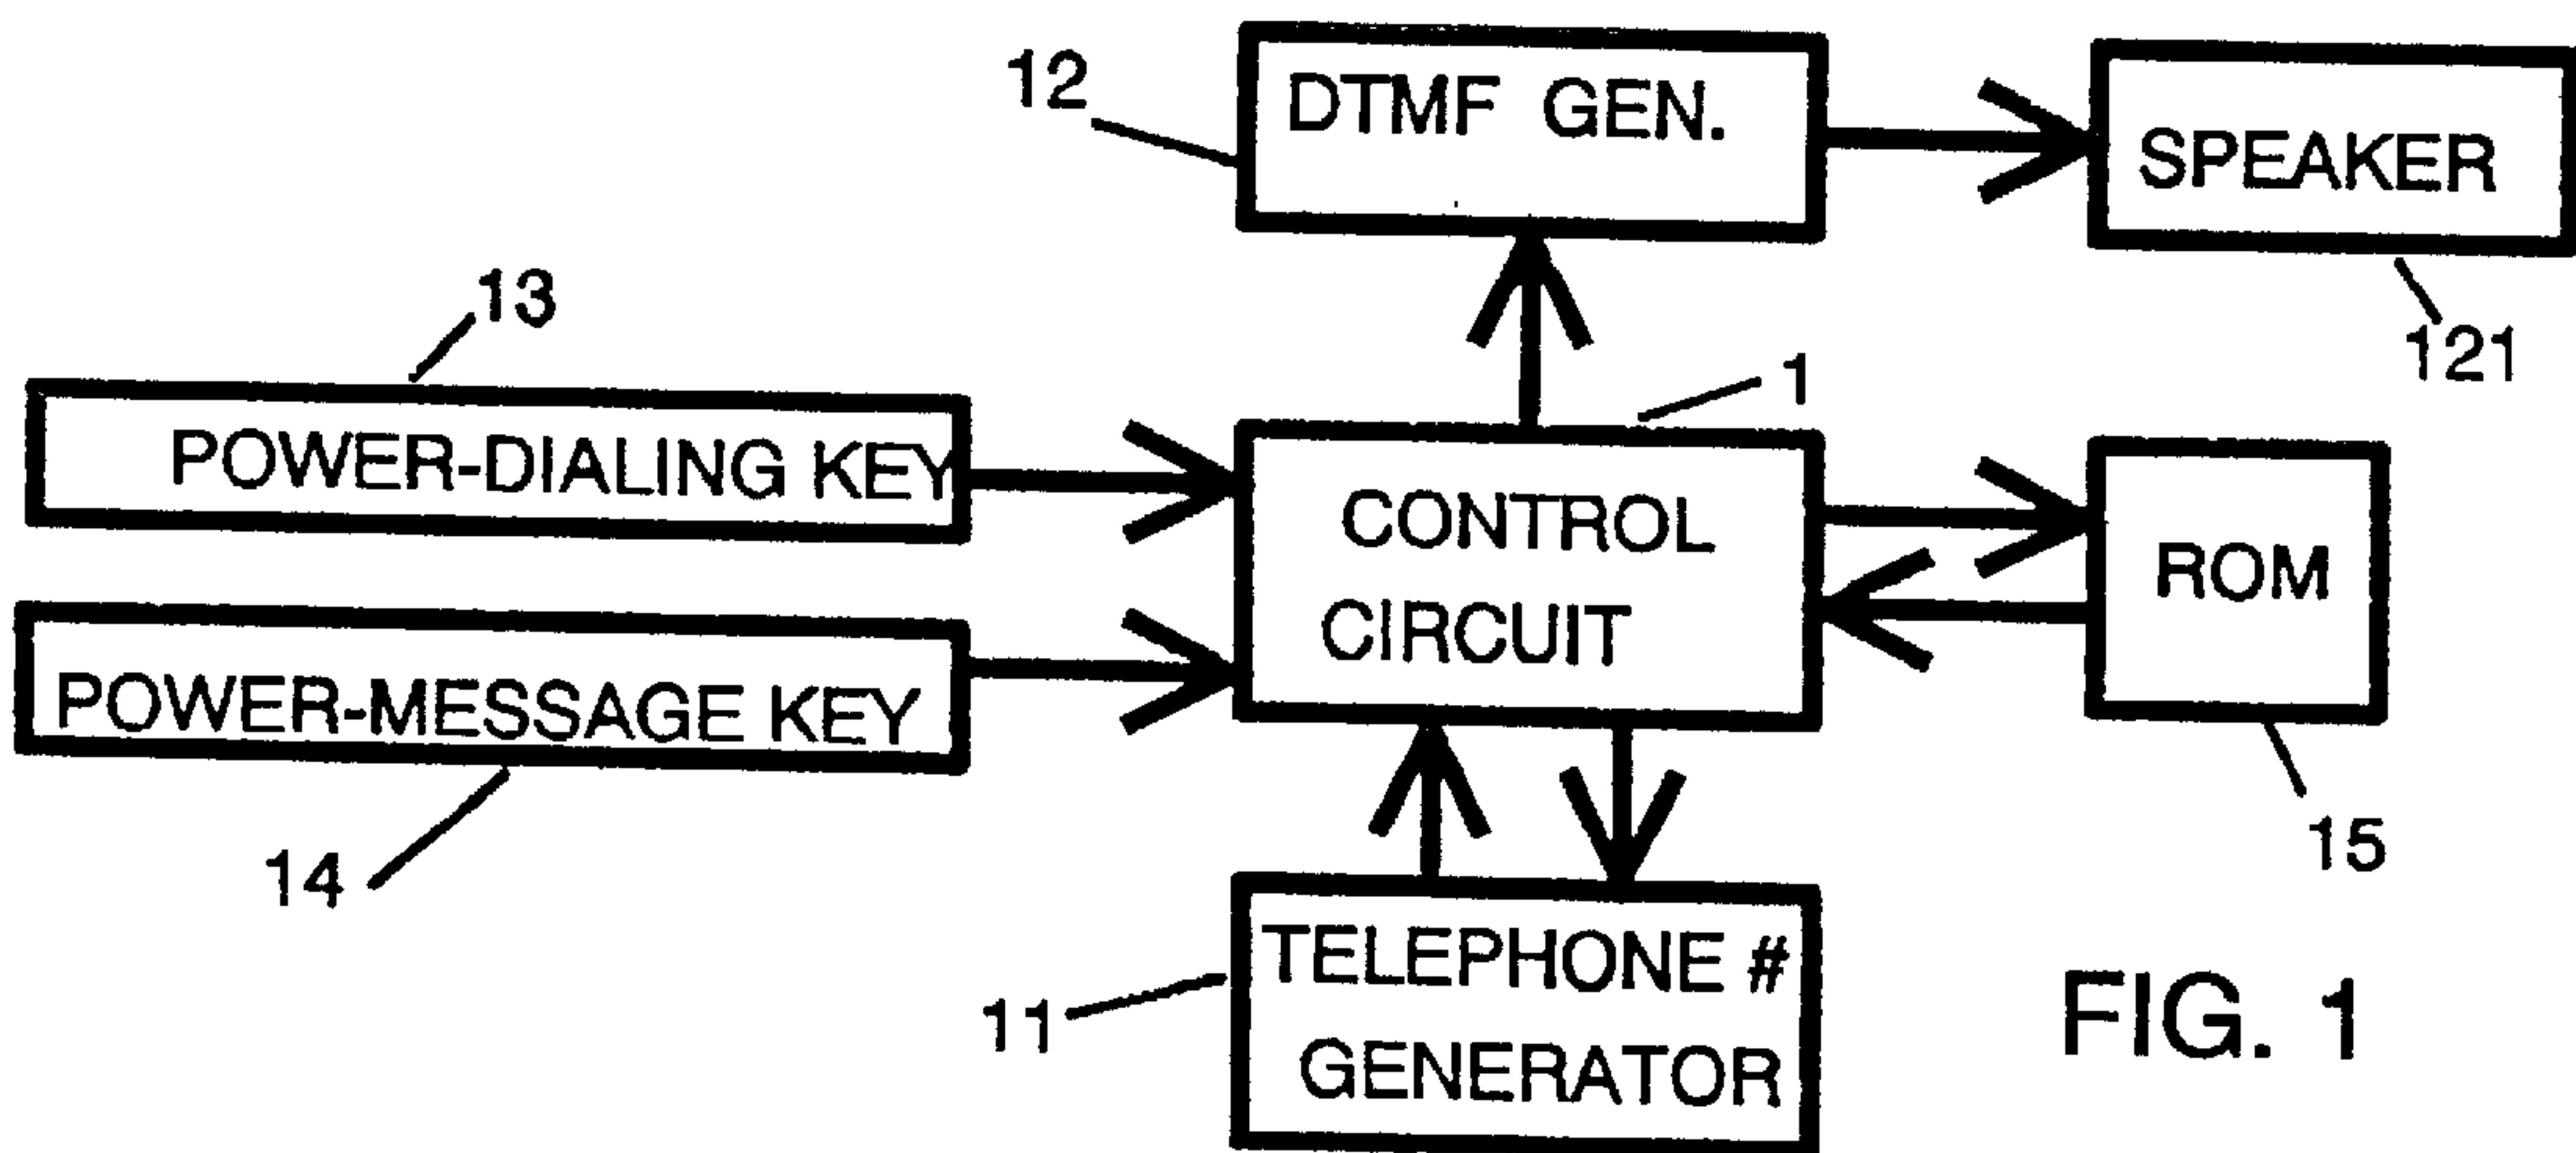 12
DTMF GEN.
SPEAKER
121
13
POWER-DIALING KEY
1
CONTROL
CIRCUIT
ROM
15
POWER-MESSAGE KEY
14
TELEPHONE #
GENERATOR
11
FIG. 1